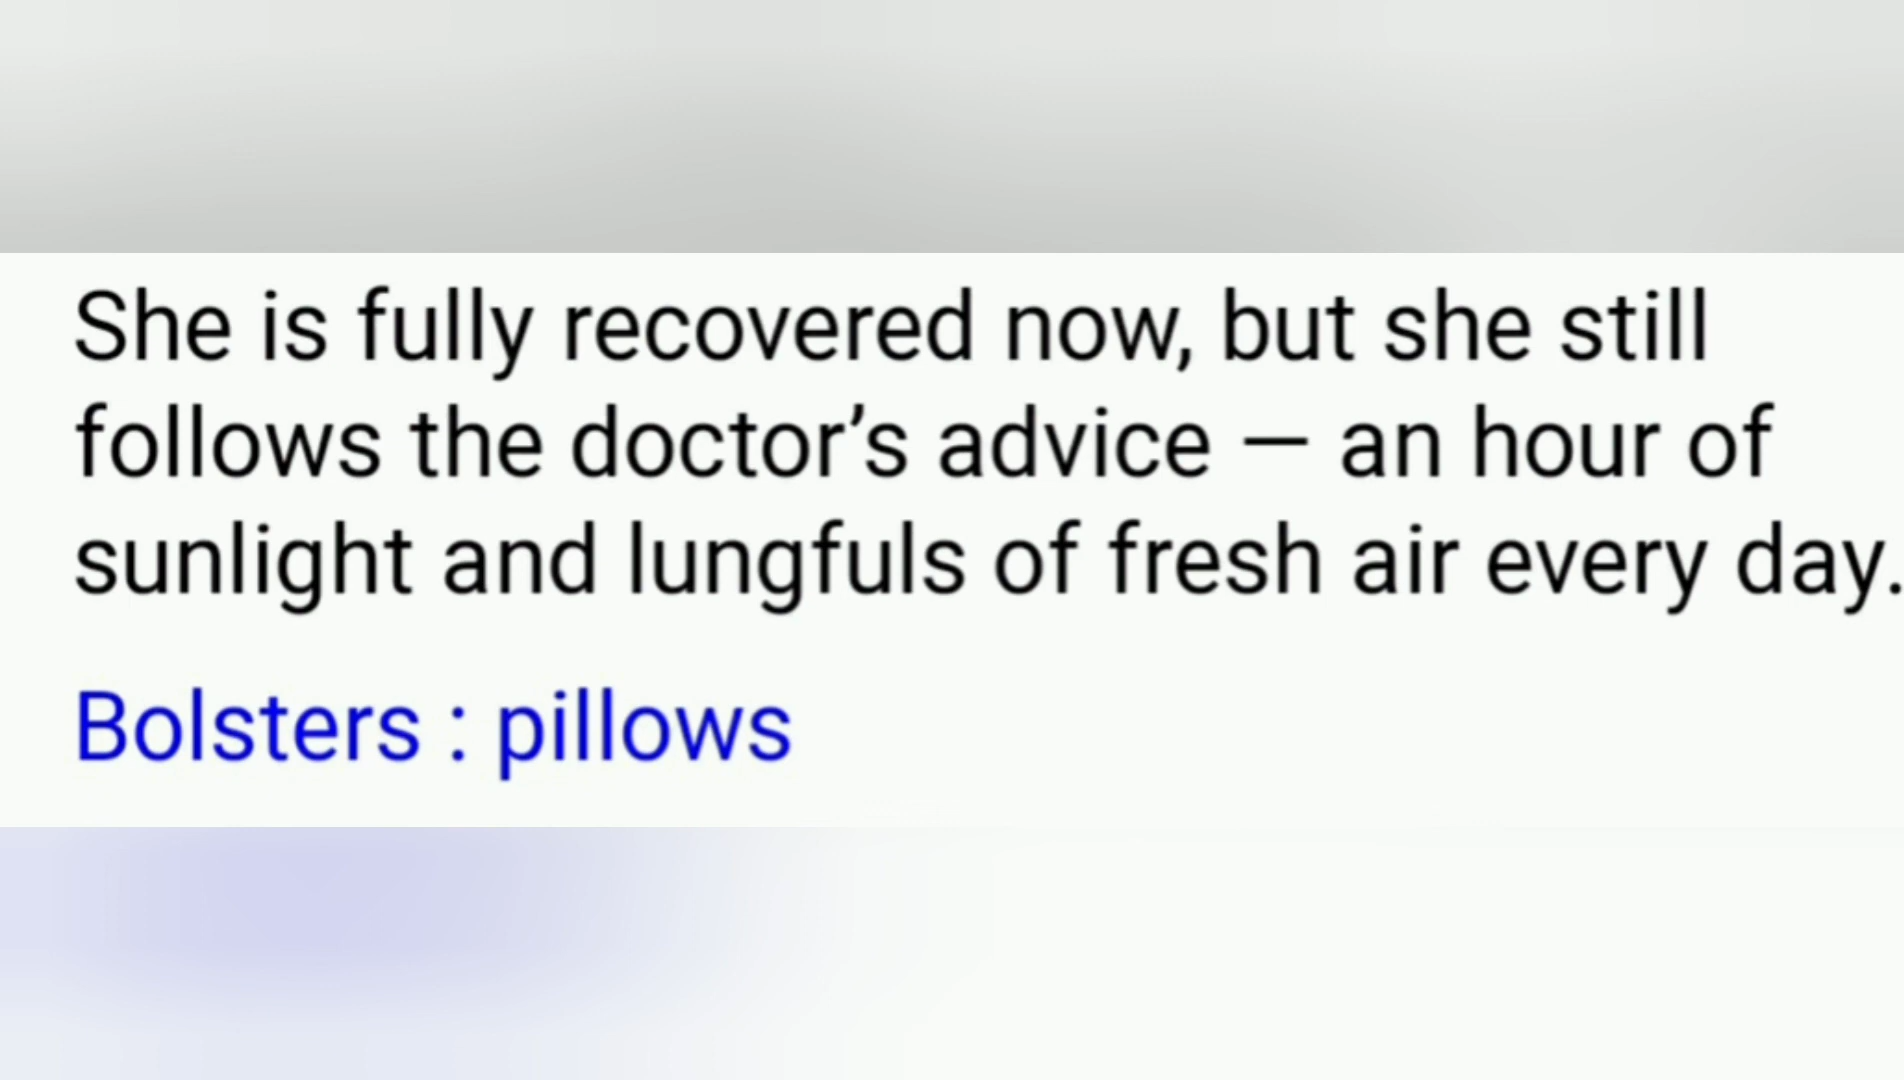 She is fully recovered now, but she still
follows the doctor’s advice — an hour of
sunlight and lungfuls of fresh air every day.
Bolsters : pillows